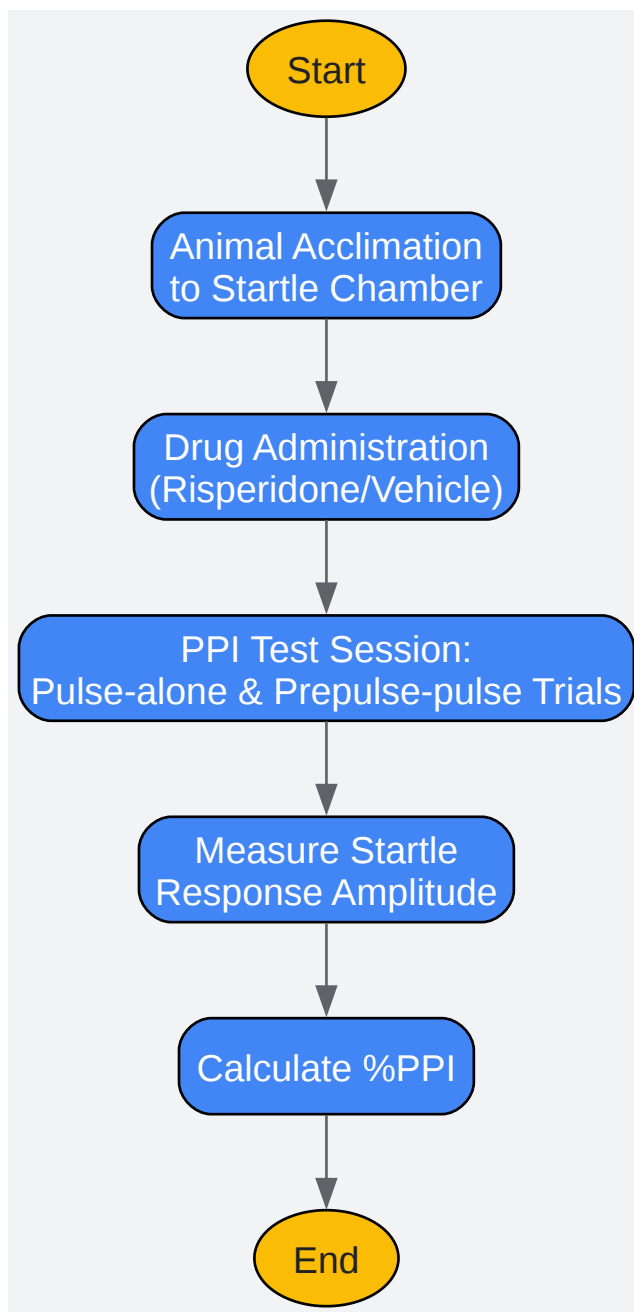 Start
Animal Acclimation
to Startle Chamber
Drug Administration
(Risperidone/Vehicle)
PPI Test Session:
Pulse-alone & Prepulse-pulse Trials
Measure Startle
Response Amplitude
Calculate %PPI
End